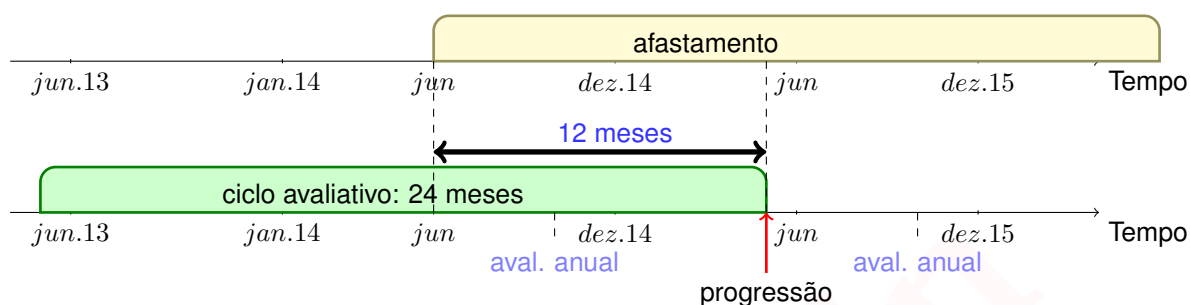 afastamento
jun.13 jan.14 jun dez.14 jun dez.15 Tempo
12 meses
ciclo avaliativo: 24 meses
jun.13 jan.14 jun dez.14 jun dez.15 Tempo
aval. anual aval. anual
progressão